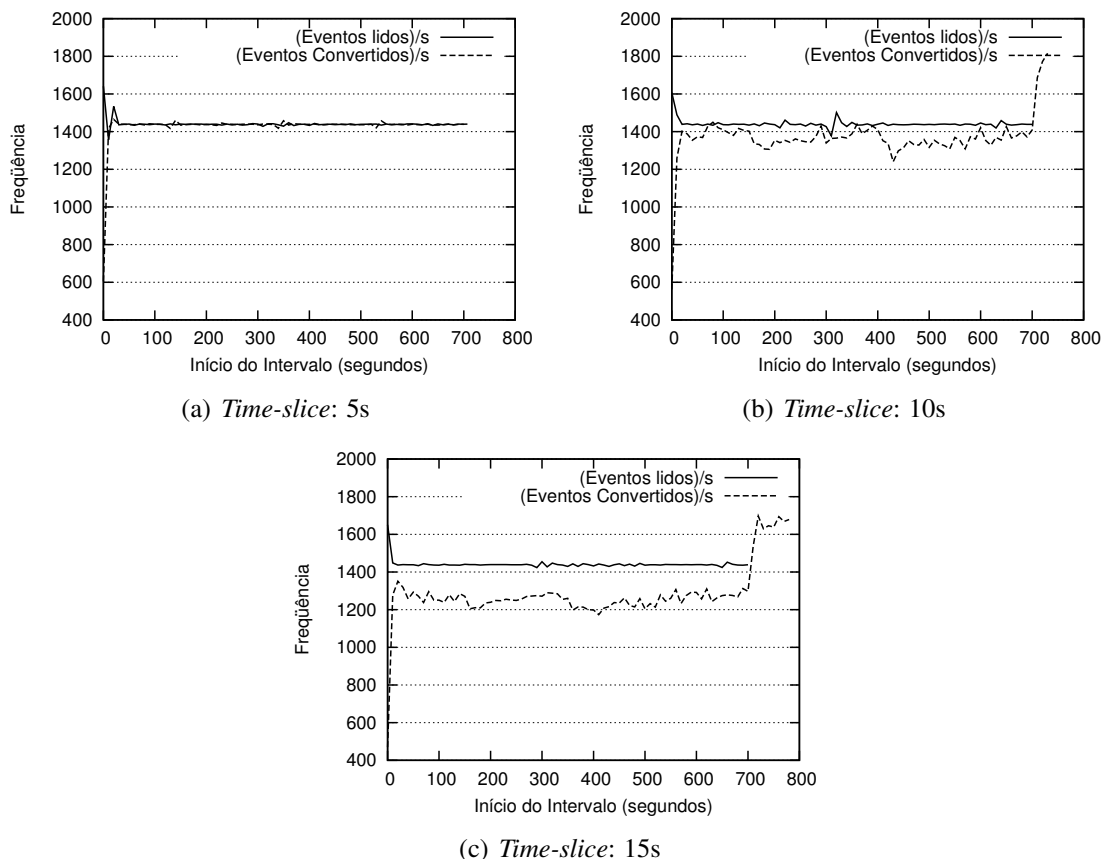 2000
1800
1600
1400
1200
1000
800
600
400
0 100 200 300 400 500 600 700 800
Freqüência
Início do Intervalo (segundos)
(Eventos lidos)/s
(Eventos Convertidos)/s
(a) Time-slice: 5s
2000
1800
1600
1400
1200
1000
800
600
400
0 100 200 300 400 500 600 700 800
Freqüência
Início do Intervalo (segundos)
(Eventos lidos)/s
(Eventos Convertidos)/s
(b) Time-slice: 10s
2000
1800
1600
1400
1200
1000
800
600
400
0 100 200 300 400 500 600 700 800
Freqüência
Início do Intervalo (segundos)
(Eventos lidos)/s
(Eventos Convertidos)/s
(c) Time-slice: 15s